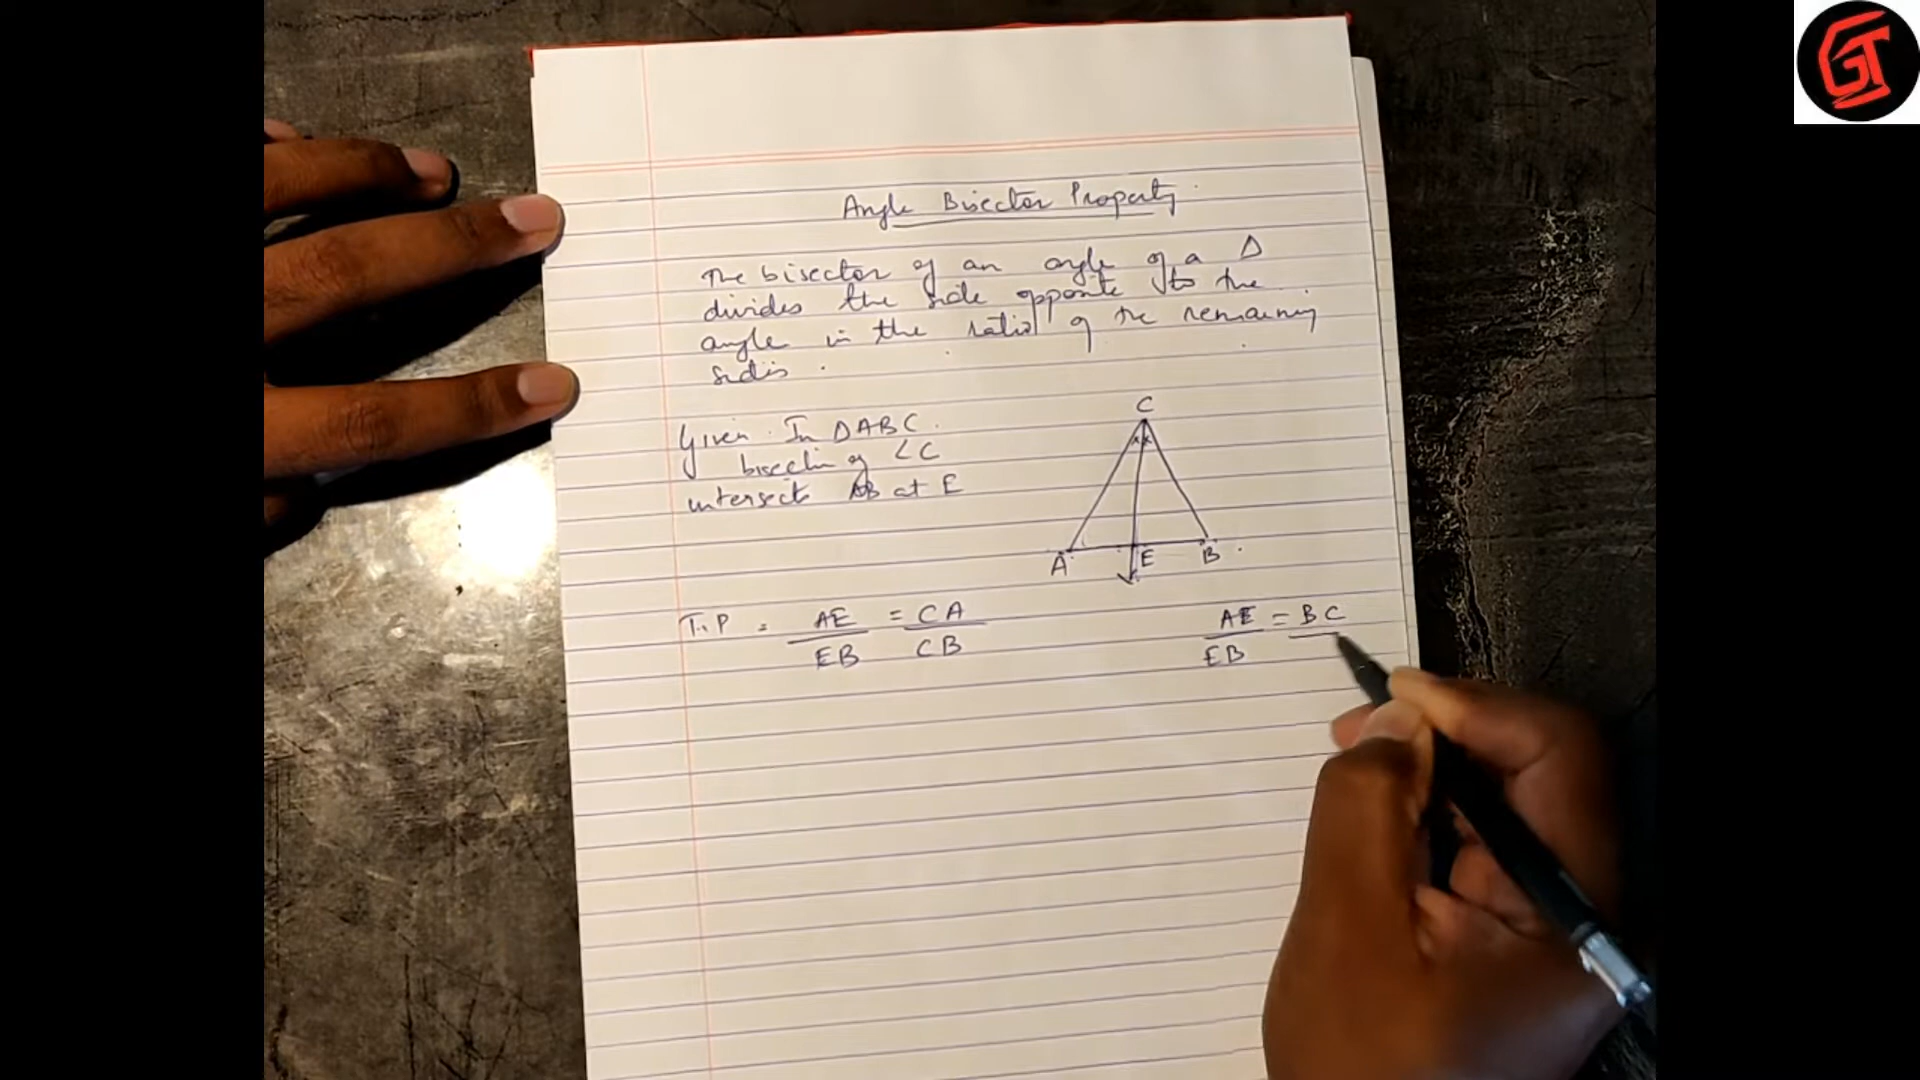 Angle Bisector Property
The bisector of an angle of a Δ
divides the side opposite to the
angle in the ratio of the remaining
sides.
Given. In ΔABC.
bisector of ∠C
intersects AB at E
C
x x
A E B
T.P = AE = CA
EB CB
AE = BC
EB
GT